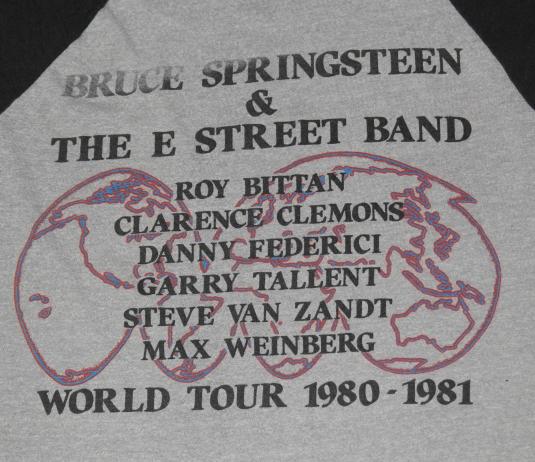 BRUCE SPRINGSTEEN
&
THE E STREET BAND
ROY BITTAN
CLARENCE CLEMONS
DANNY FEDERICI
GARRY TALLENT
STEVE VAN ZANDT
MAX WEINBERG
WORLD TOUR 1980-1981